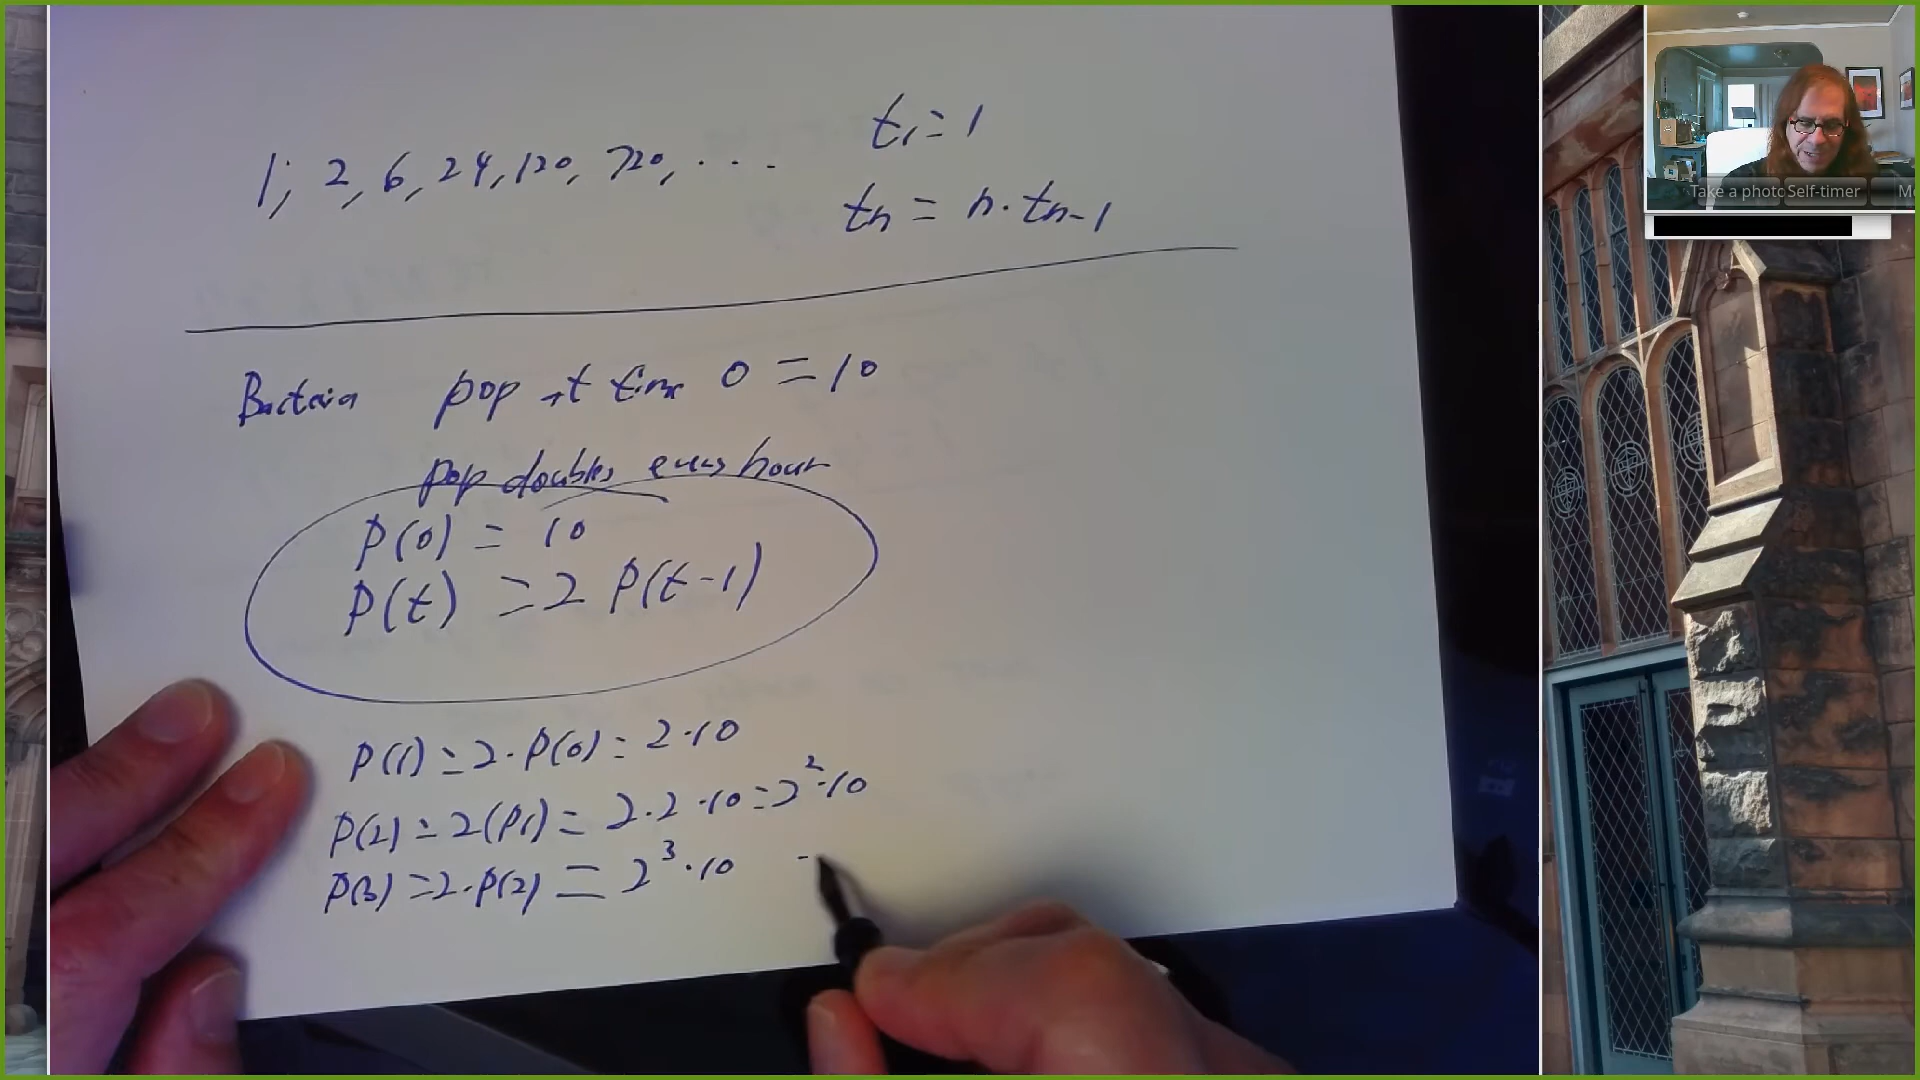 1; 2, 6, 24, 120, 720, . . .
t₁ = 1
tₙ = n · tₙ₋₁
Bacteria pop at time 0 = 10
pop doubles every hour
P(0) = 10
P(t) = 2 P(t-1)
P(1) = 2 · P(0) = 2 · 10
P(2) = 2(P1) = 2 · 2 · 10 = 2² · 10
P(3) = 2 · P(2) = 2³ · 10
Take a photo Self-timer